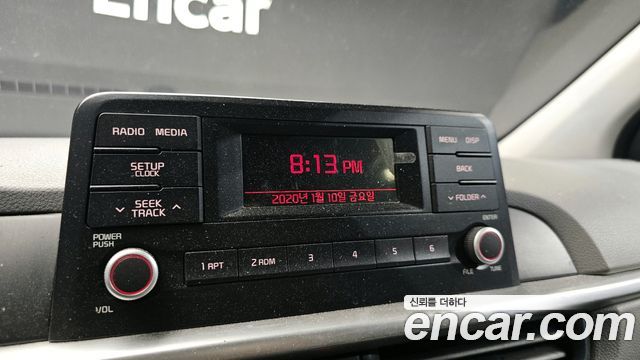 Encar
RADIO MEDIA
SETUP
CLOCK
SEEK
TRACK
POWER
PUSH
VOL
8:13 PM
2020년 1월 10일 금요일
1 RPT
2 RDM
3
4
5
6
MENU DISP
BACK
FOLDER
ENTER
FILE
TUNE
신뢰를 더하다
encar.com